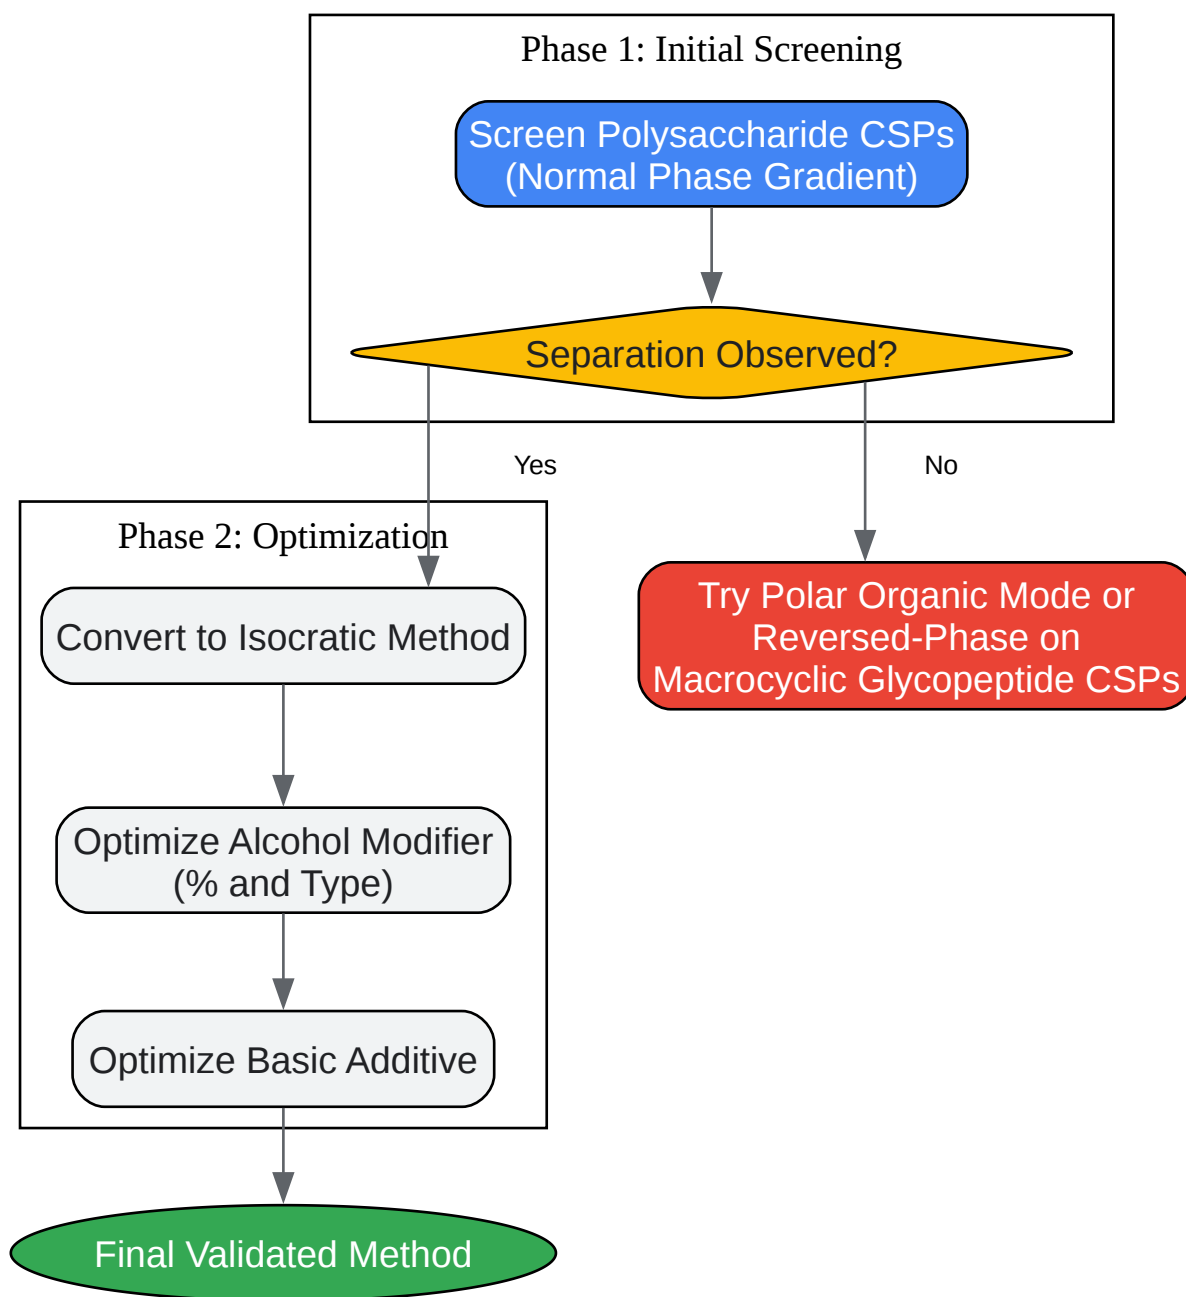 Phase 1: Initial Screening
Screen Polysaccharide CSPs
(Normal Phase Gradient)
Separation Observed?
Yes
No
Phase 2: Optimization
Convert to Isocratic Method
Try Polar Organic Mode or
Reversed-Phase on
Macrocyclic Glycopeptide CSPs
Optimize Alcohol Modifier
(% and Type)
Optimize Basic Additive
Final Validated Method